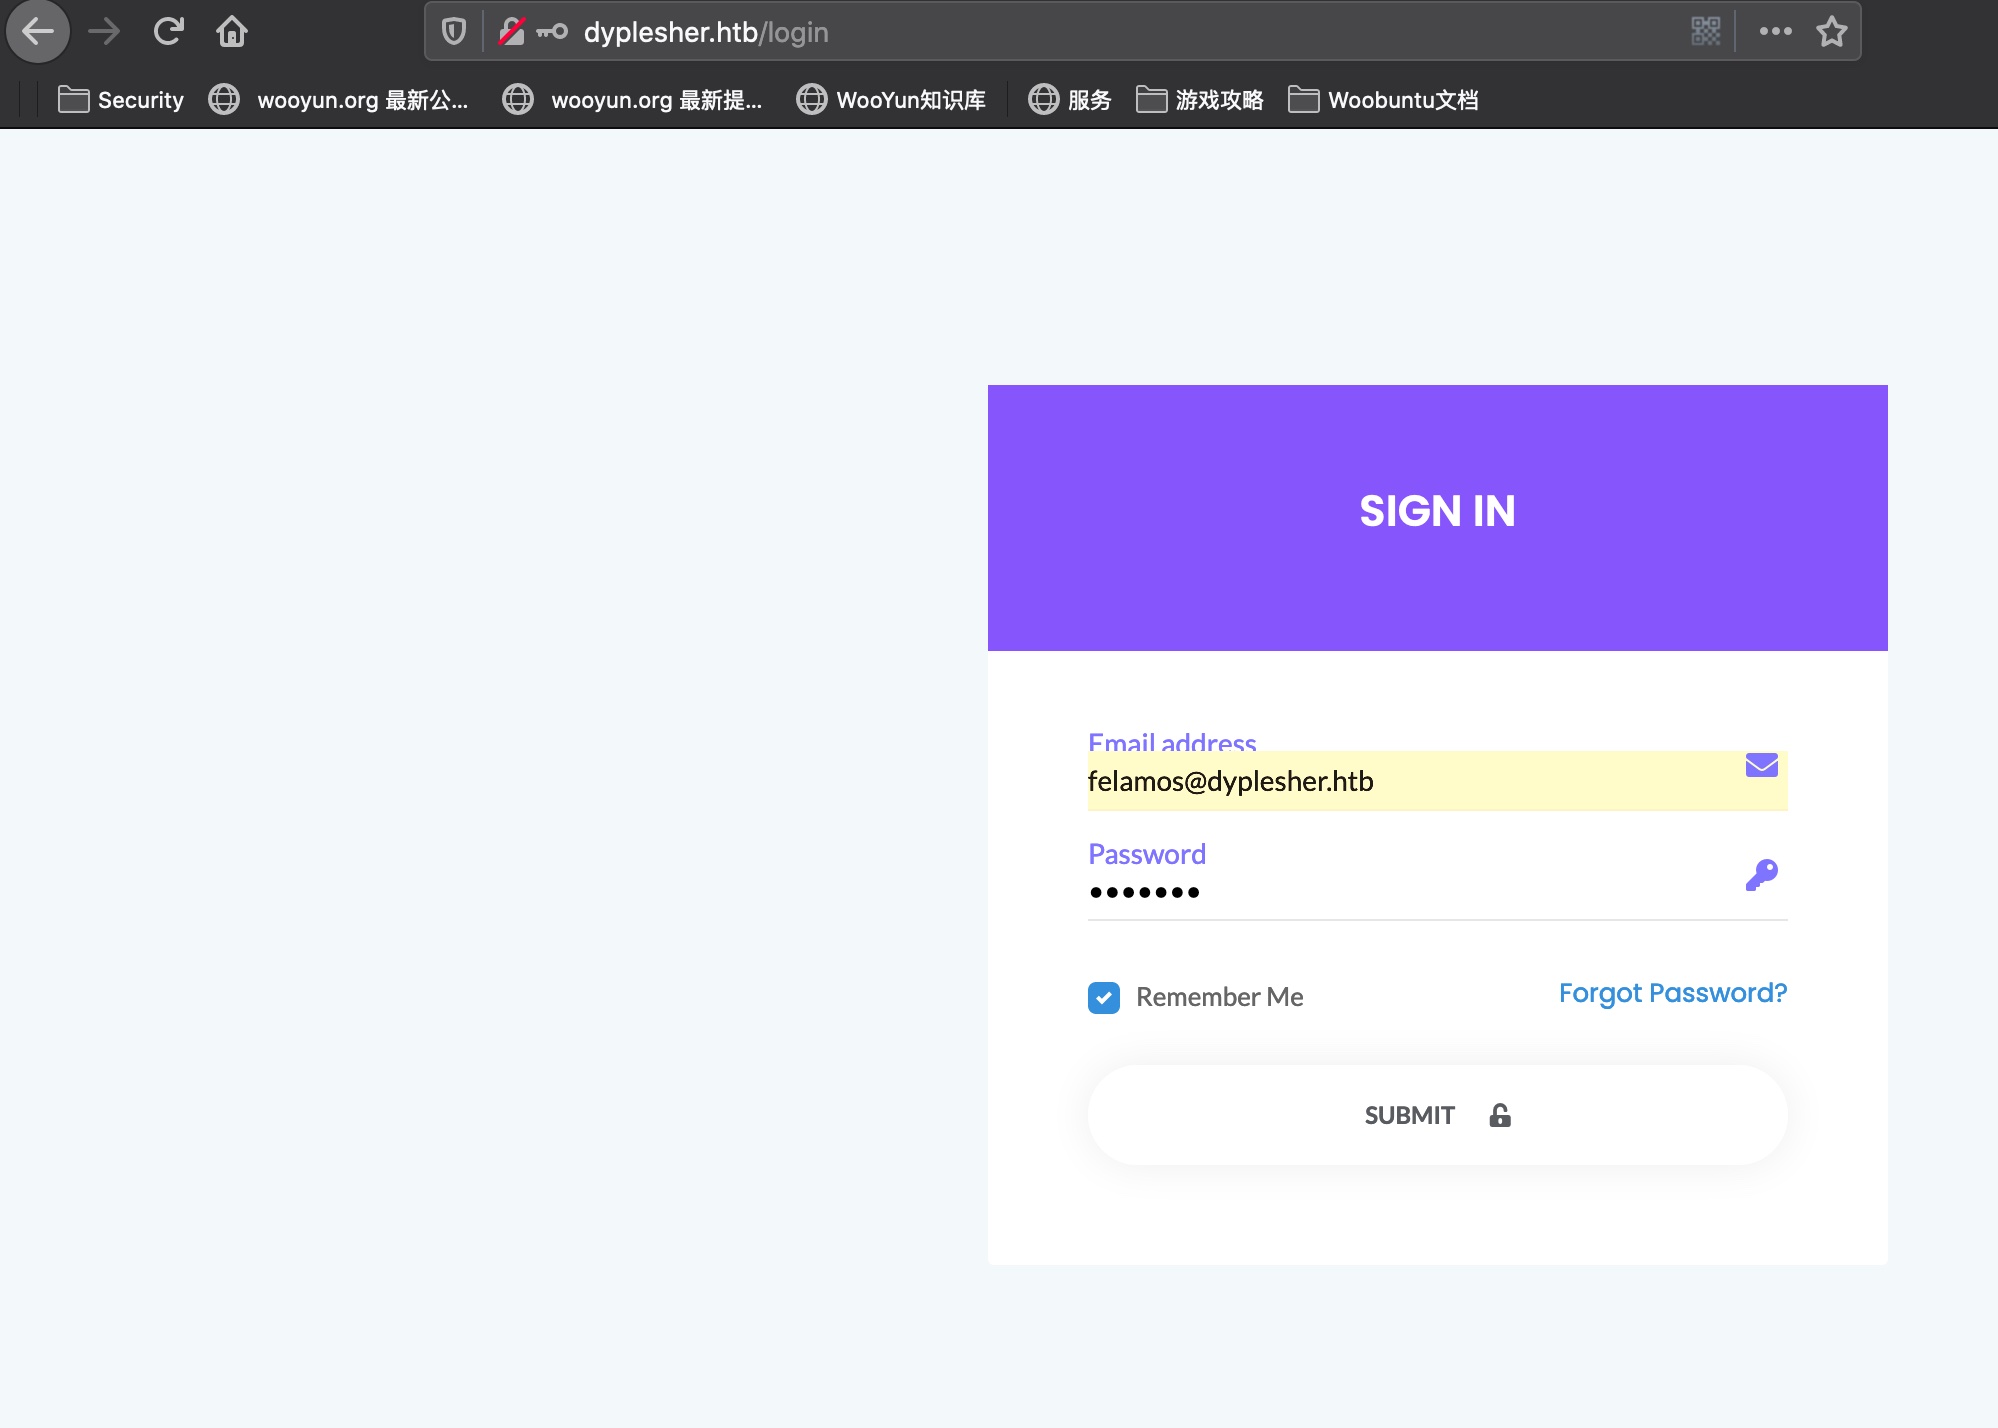 dyplesher.htb/login
Security wooyun.org 最新公... wooyun.org 最新提... WooYun知识库 服务 游戏攻略 Woobuntu文档
SIGN IN
Email address
felamos@dyplesher.htb
Password
•••••••
Remember Me Forgot Password?
SUBMIT